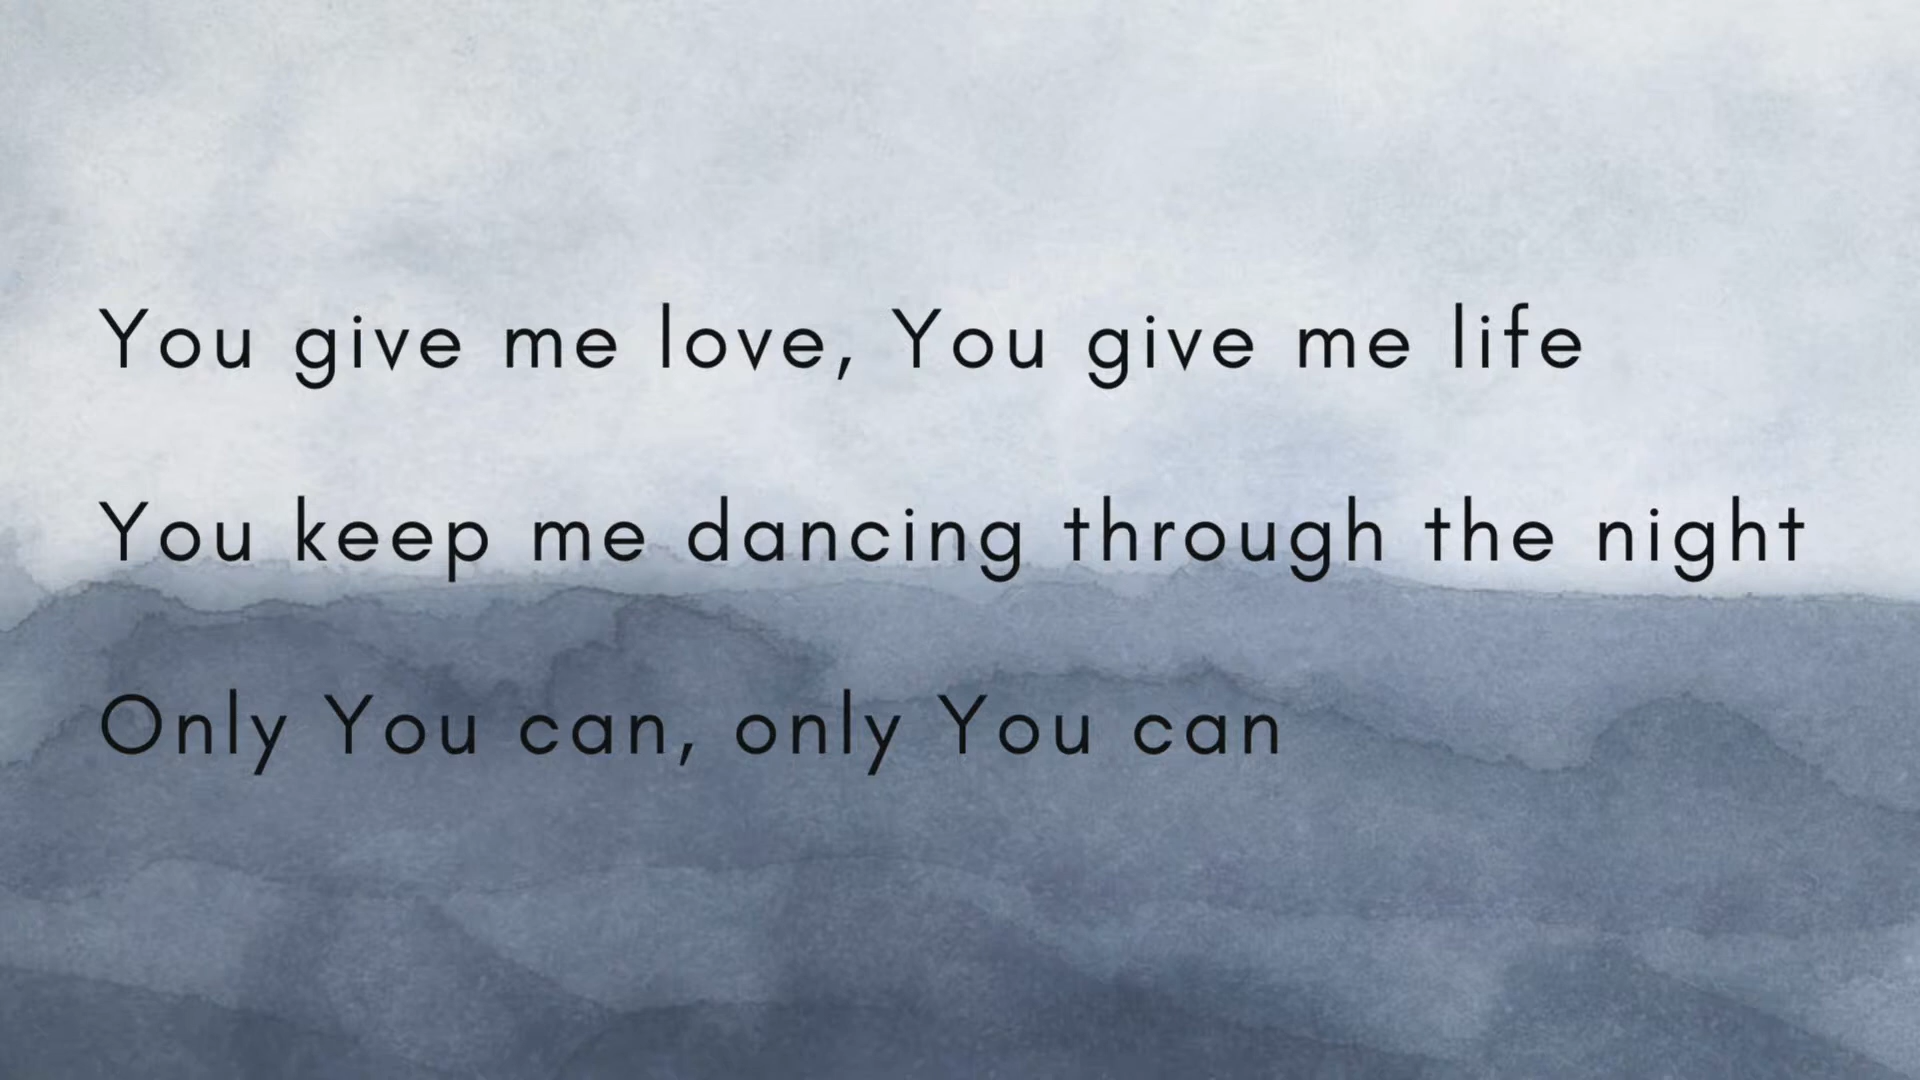 You give me love, You give me life
You keep me dancing through the night
Only You can, only You can